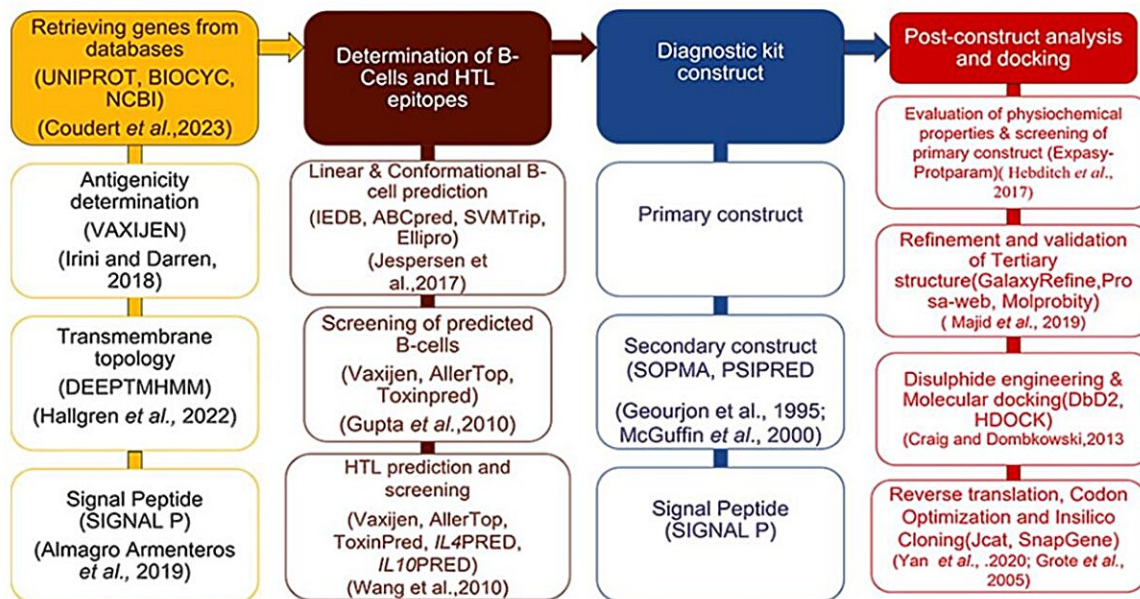 Retrieving genes from
databases
(UNIPROT, BIOCYC,
NCBI)
(Coudert et al.,2023)
Antigenicity
determination
(VAXIJEN)
(Irini and Darren,
2018)
Transmembrane
topology
(DEEPTMHMM)
(Hallgren et al., 2022)
Signal Peptide
(SIGNAL P)
(Almagro Armenteros
et al., 2019)
Determination of B-
Cells and HTL
epitopes
Linear & Conformational B-
cell prediction
(IEDB, ABCpred, SVMTrip,
Ellipro)
(Jespersen et
al.,2017)
Screening of predicted
B-cells
(Vaxijen, AllerTop,
Toxinpred)
(Gupta et al.,2010)
HTL prediction and
screening
(Vaxijen, AllerTop,
ToxinPred, IL4PRED,
IL10PRED)
(Wang et al.,2010)
Diagnostic kit
construct
Primary construct
Secondary construct
(SOPMA, PSIPRED
(Geourjon et al., 1995;
McGuffin et al., 2000)
Signal Peptide
(SIGNAL P)
Post-construct analysis
and docking
Evaluation of physiochemical
properties & screening of
primary construct (Expasy-
Protparam)( Hebditch et al.,
2017)
Refinement and validation
of Tertiary
structure(GalaxyRefine,Pro
sa-web, Molprobity)
( Majid et al., 2019)
Disulphide engineering &
Molecular docking(DbD2,
HDOCK)
(Craig and Dombkowski,2013
Reverse translation, Codon
Optimization and Insilico
Cloning(Jcat, SnapGene)
(Yan et al., .2020; Grote et al.,
2005)